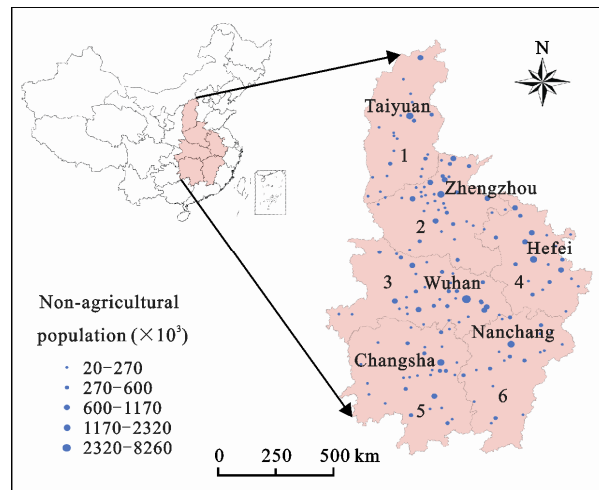 N
Taiyuan
1
Zhengzhou
2
Hefei
3
Wuhan
4
Nanchang
Changsha
5
6
Non-agricultural
population (×10³)
20-270
270-600
600-1170
1170-2320
2320-8260
0 250 500 km